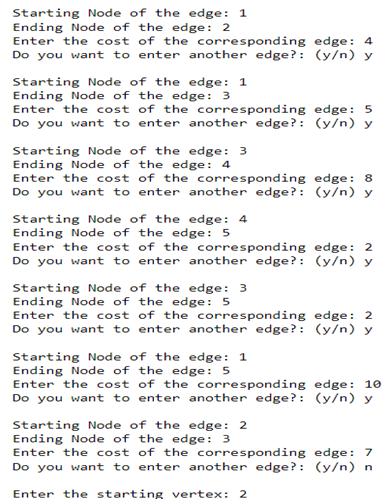 Starting Node of the edge: 1
Ending Node of the edge: 2
Enter the cost of the corresponding edge: 4
Do you want to enter another edge?: (y/n) y
Starting Node of the edge: 1
Ending Node of the edge: 3
Enter the cost of the corresponding edge: 5
Do you want to enter another edge?: (y/n) y
Starting Node of the edge: 3
Ending Node of the edge: 4
Enter the cost of the corresponding edge: 8
Do you want to enter another edge?: (y/n) y
Starting Node of the edge: 4
Ending Node of the edge: 5
Enter the cost of the corresponding edge: 2
Do you want to enter another edge?: (y/n) y
Starting Node of the edge: 3
Ending Node of the edge: 5
Enter the cost of the corresponding edge: 2
Do you want to enter another edge?: (y/n) y
Starting Node of the edge: 1
Ending Node of the edge: 5
Enter the cost of the corresponding edge: 10
Do you want to enter another edge?: (y/n) y
Starting Node of the edge: 2
Ending Node of the edge: 3
Enter the cost of the corresponding edge: 7
Do you want to enter another edge?: (y/n) n
Enter the starting vertex: 2